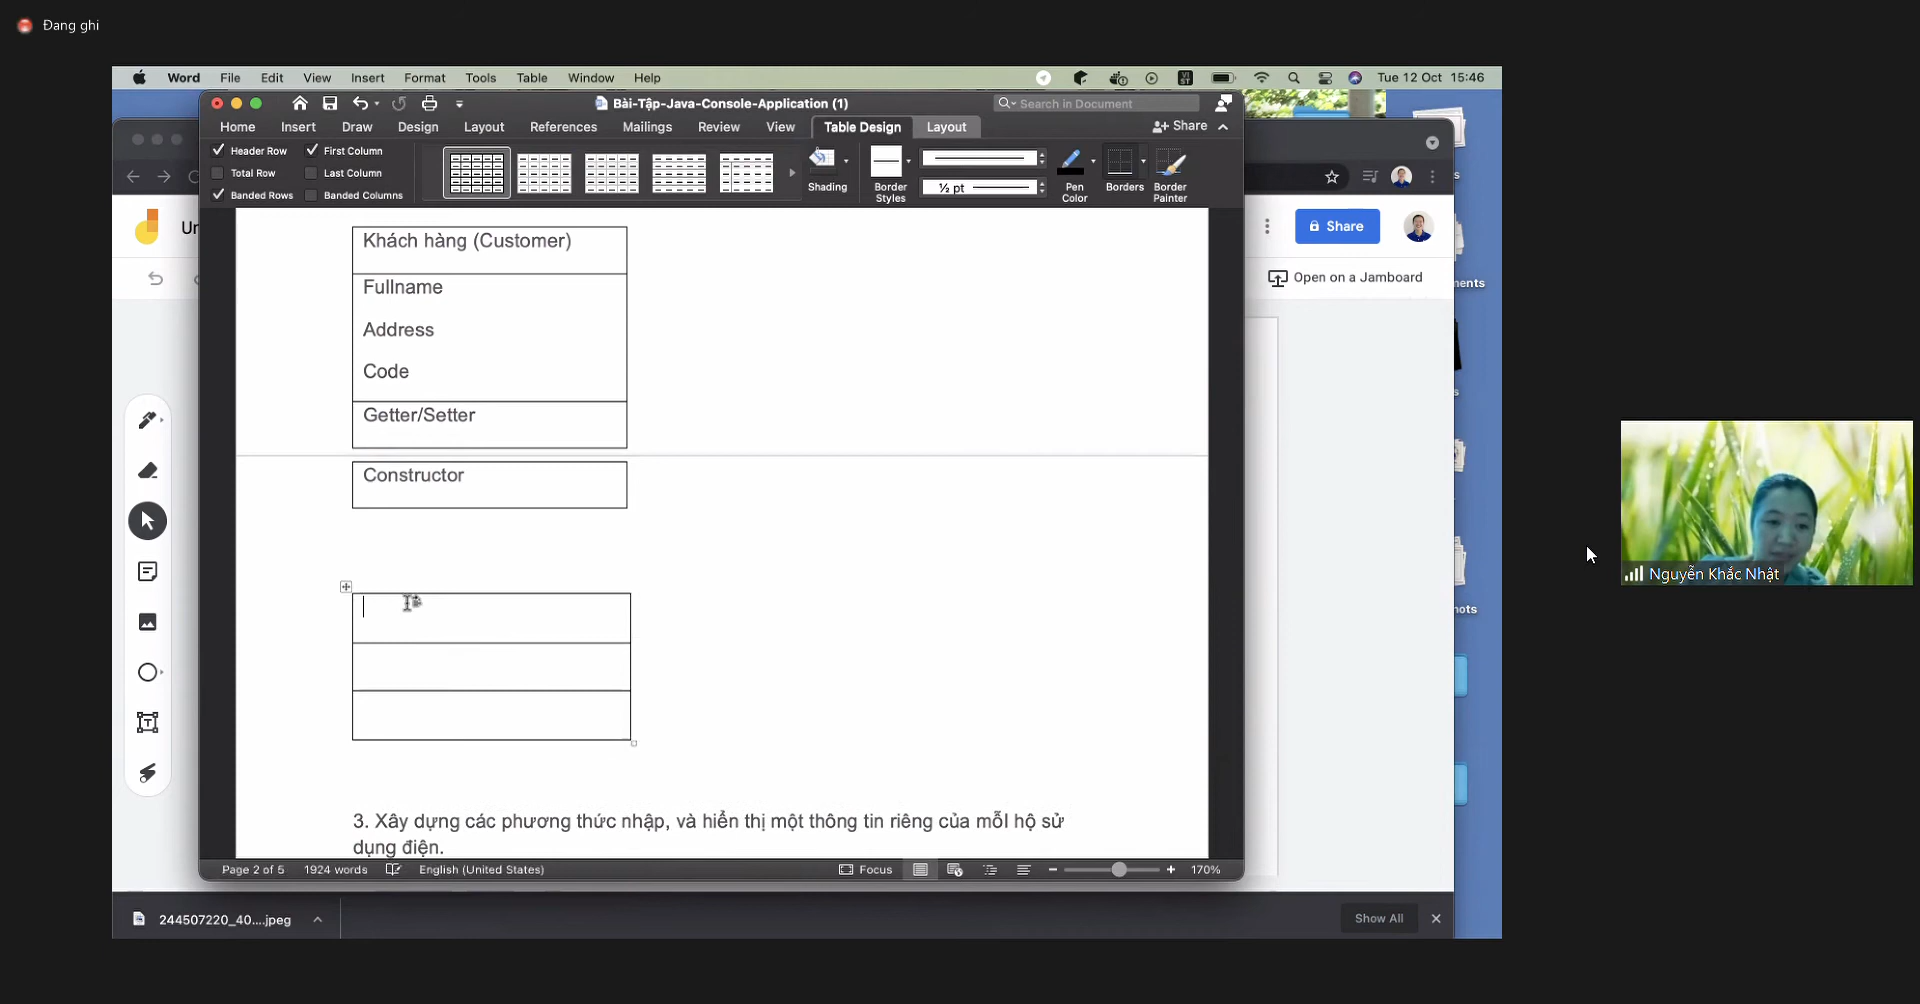 Đang ghi
Word File Edit View Insert Format Tools Table Window Help
VI
ST
Tue 12 Oct 15:46
Bài-Tập-Java-Console-Application (1)
Search in Document
Home Insert Draw Design Layout References Mailings Review View Table Design Layout
Share
Header Row First Column
Total Row Last Column
Banded Rows Banded Columns
Shading
Border
Styles
½ pt
Pen
Color
Borders
Border
Painter
Un
Share
Open on a Jamboard
Khách hàng (Customer)
Fullname
Address
Code
Getter/Setter
Constructor
3. Xây dựng các phương thức nhập, và hiển thị một thông tin riêng của mỗI hộ sử
dụng điện.
Page 2 of 5 1924 words English (United States) Focus 170%
244507220_40....jpeg
Show All
s
ments
s
s
nots
Nguyễn Khắc Nhật